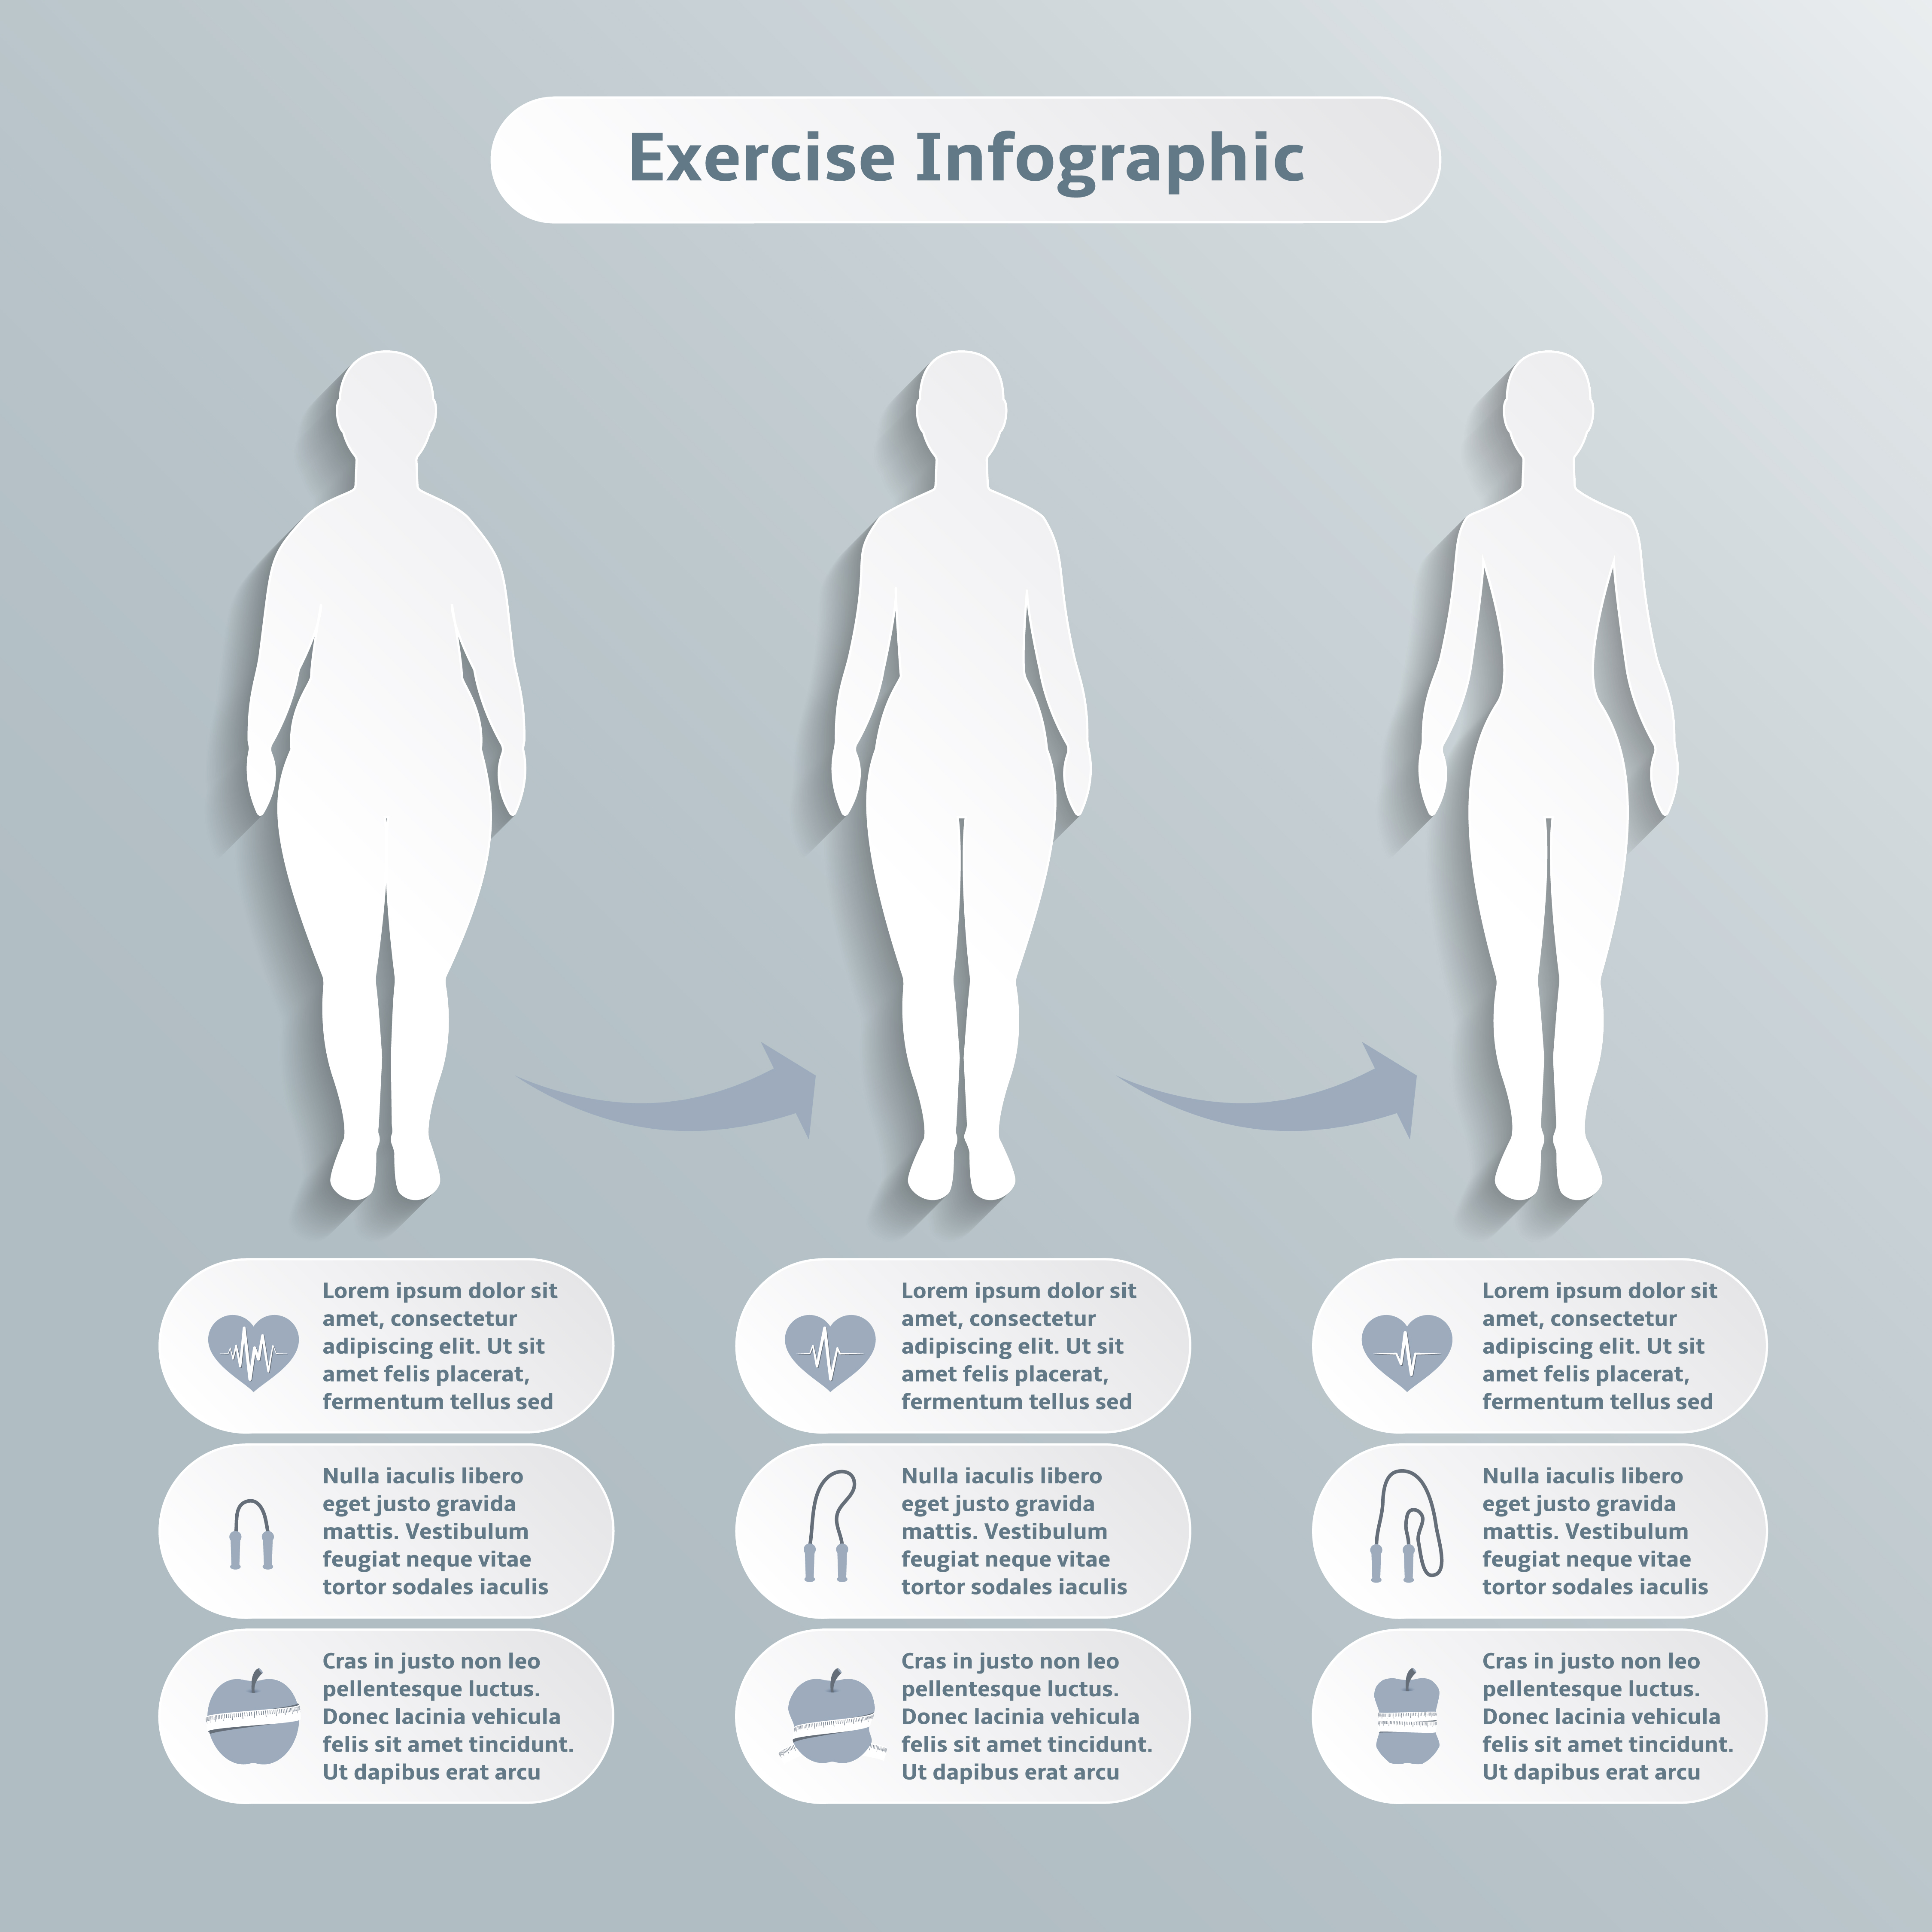 Exercise Infographic
Lorem ipsum dolor sit
amet, consectetur
adipiscing elit. Ut sit
amet felis placerat,
fermentum tellus sed
Nulla iaculis libero
eget justo gravida
mattis. Vestibulum
feugiat neque vitae
tortor sodales iaculis
Cras in justo non leo
pellentesque luctus.
Donec lacinia vehicula
felis sit amet tincidunt.
Ut dapibus erat arcu
Lorem ipsum dolor sit
amet, consectetur
adipiscing elit. Ut sit
amet felis placerat,
fermentum tellus sed
Nulla iaculis libero
eget justo gravida
mattis. Vestibulum
feugiat neque vitae
tortor sodales iaculis
Cras in justo non leo
pellentesque luctus.
Donec lacinia vehicula
felis sit amet tincidunt.
Ut dapibus erat arcu
Lorem ipsum dolor sit
amet, consectetur
adipiscing elit. Ut sit
amet felis placerat,
fermentum tellus sed
Nulla iaculis libero
eget justo gravida
mattis. Vestibulum
feugiat neque vitae
tortor sodales iaculis
Cras in justo non leo
pellentesque luctus.
Donec lacinia vehicula
felis sit amet tincidunt.
Ut dapibus erat arcu